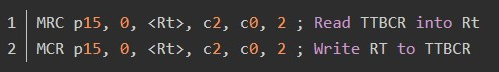 1 MRC p15, 0, <Rt>, c2, c0, 2 ; Read TTBCR into Rt
2 MCR p15, 0, <Rt>, c2, c0, 2 ; Write RT to TTBCR